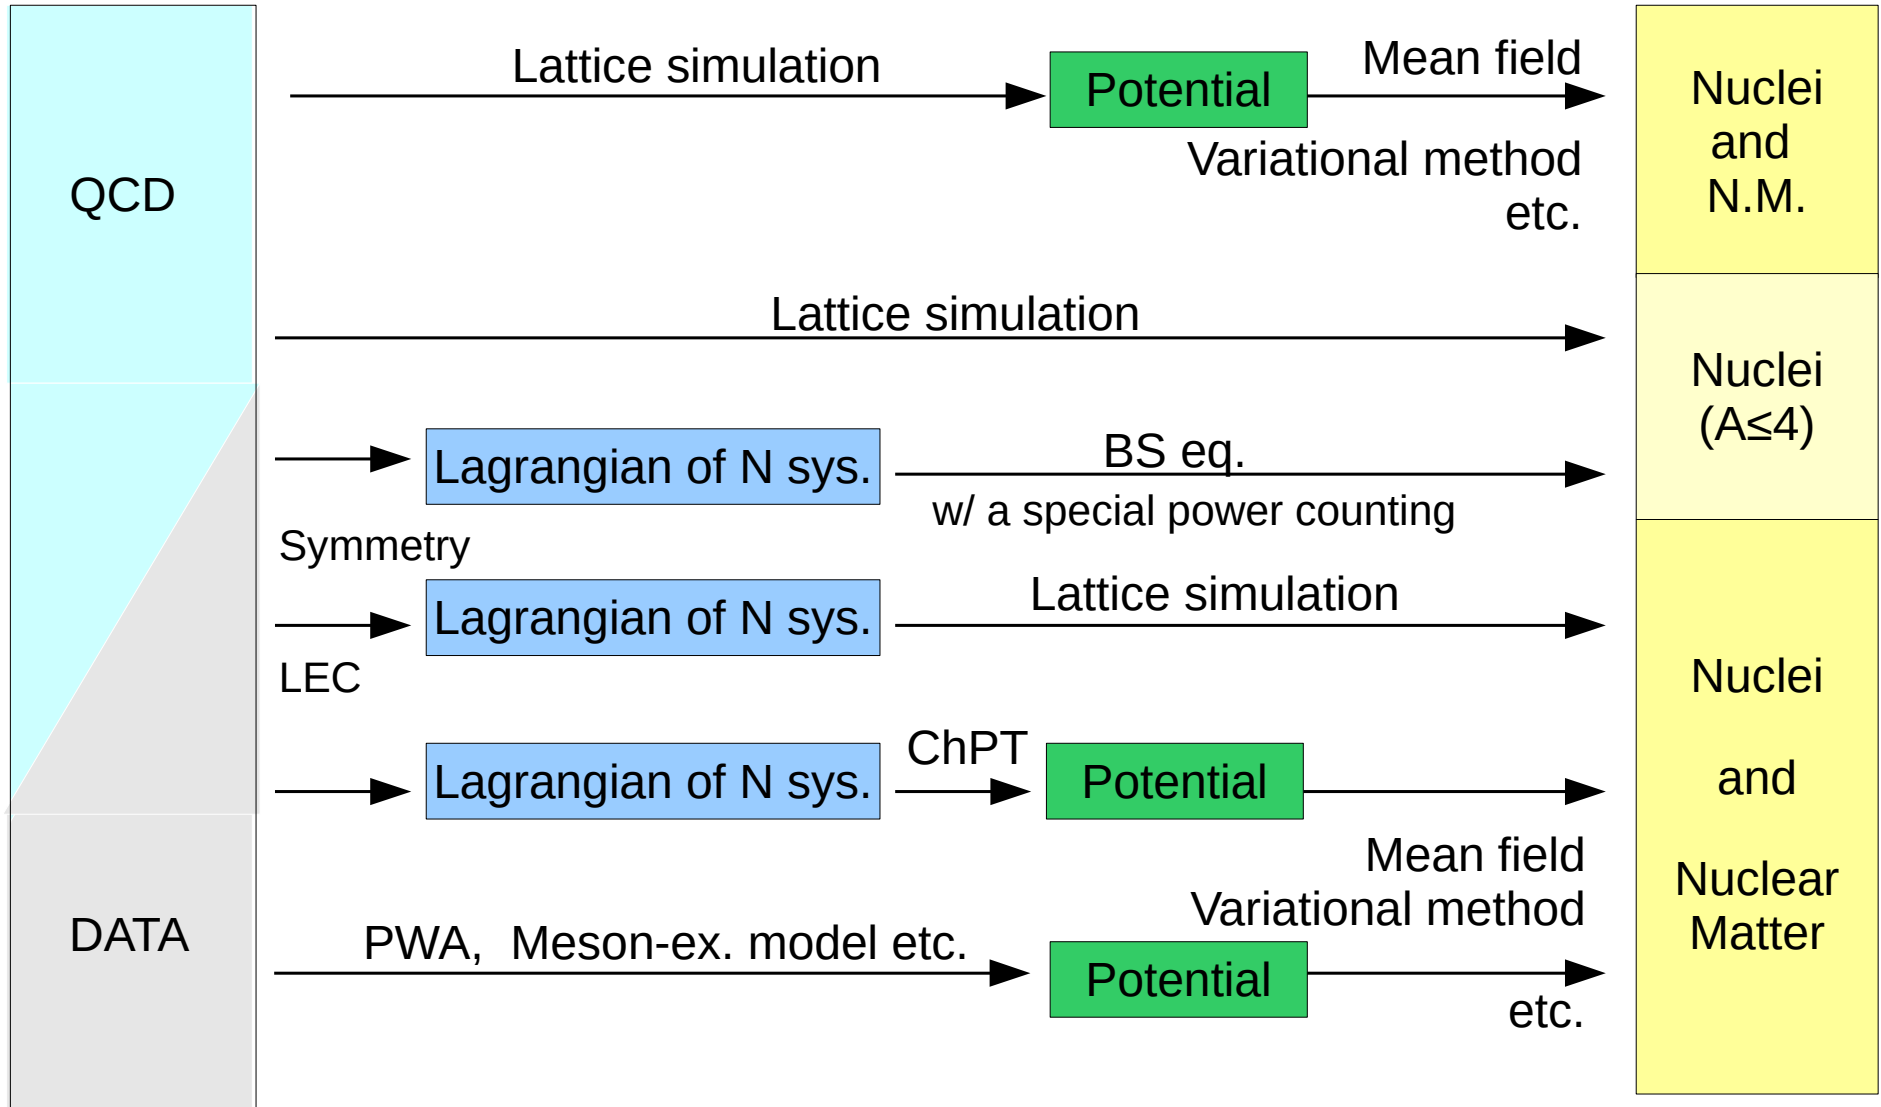 QCD
Lattice simulation
Potential
Mean field
Variational method
etc.
Nuclei
and
N.M.
Lattice simulation
Nuclei
(A≤4)
Lagrangian of N sys.
BS eq.
w/ a special power counting
Symmetry
Lagrangian of N sys.
Lattice simulation
LEC
Lagrangian of N sys.
ChPT
Potential
Mean field
Variational method
DATA
PWA,  Meson-ex. model etc.
Potential
etc.
Nuclei
and
Nuclear
Matter